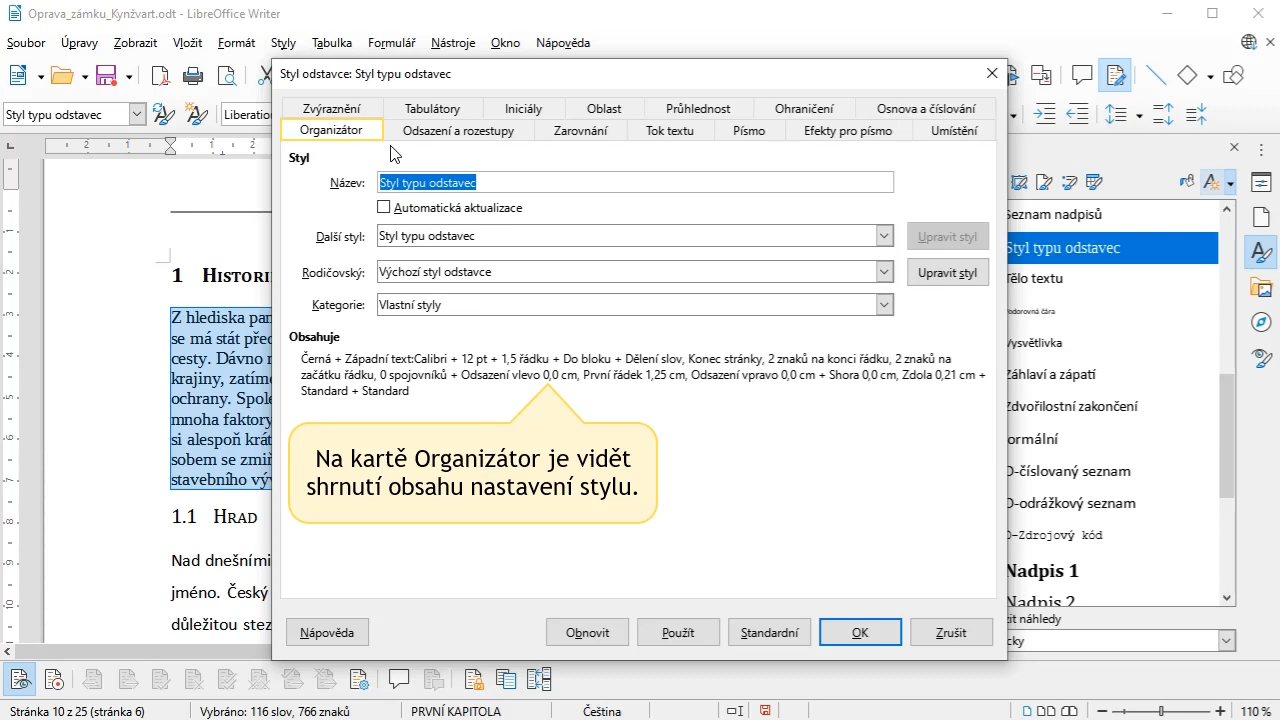 Oprava_zámku_Kynžvart.odt - LibreOffice Writer
Soubor Úpravy Zobrazit Vložit Formát Styly Tabulka Formulář Nástroje Okno Nápověda
Styl odstavce: Styl typu odstavec
Styl typu odstavec
Zvýraznění Tabulátory Iniciály Oblast Průhlednost Ohraničení Osnova a číslování
Organizátor Odsazení a rozestupy Zarovnání Tok textu Písmo Efekty pro písmo Umístění
Styl
Název: Styl typu odstavec
Automatická aktualizace
Další styl: Styl typu odstavec Upravit styl
Rodičovský: Výchozí styl odstavce Upravit styl
Kategorie: Vlastní styly
Obsahuje
Černá + Západní text:Calibri + 12 pt + 1,5 řádku + Do bloku + Dělení slov, Konec stránky, 2 znaků na konci řádku, 2 znaků na
začátku řádku, 0 spojovníků + Odsazení vlevo 0,0 cm, První řádek 1,25 cm, Odsazení vpravo 0,0 cm + Shora 0,0 cm, Zdola 0,21 cm +
Standard + Standard
Na kartě Organizátor je vidět
shrnutí obsahu nastavení stylu.
Nápověda Obnovit Použít Standardní OK Zrušit
1 Histori
Z hlediska pa
se má stát před
cesty. Dávno
krajiny, zatím
ochrany. Spole
mnoha faktory
si alespoň krát
sobem se zmi
stavebního vý
1.1 Hrad
Nad dnešními
jméno. Český
důležitou stez
Seznam nadpisů
Styl typu odstavec
Tělo textu
Vysvětlivka
Záhlaví a zápatí
Zdvořilostní zakončení
ormální
O-číslovaný seznam
O-odrážkový seznam
O-Zdrojový kód
Nadpis 1
Nadpis 2
it náhledy
cky
Stránka 10 z 25 (stránka 6) Vybráno: 116 slov, 766 znaků PRVNÍ KAPITOLA Čeština 110 %